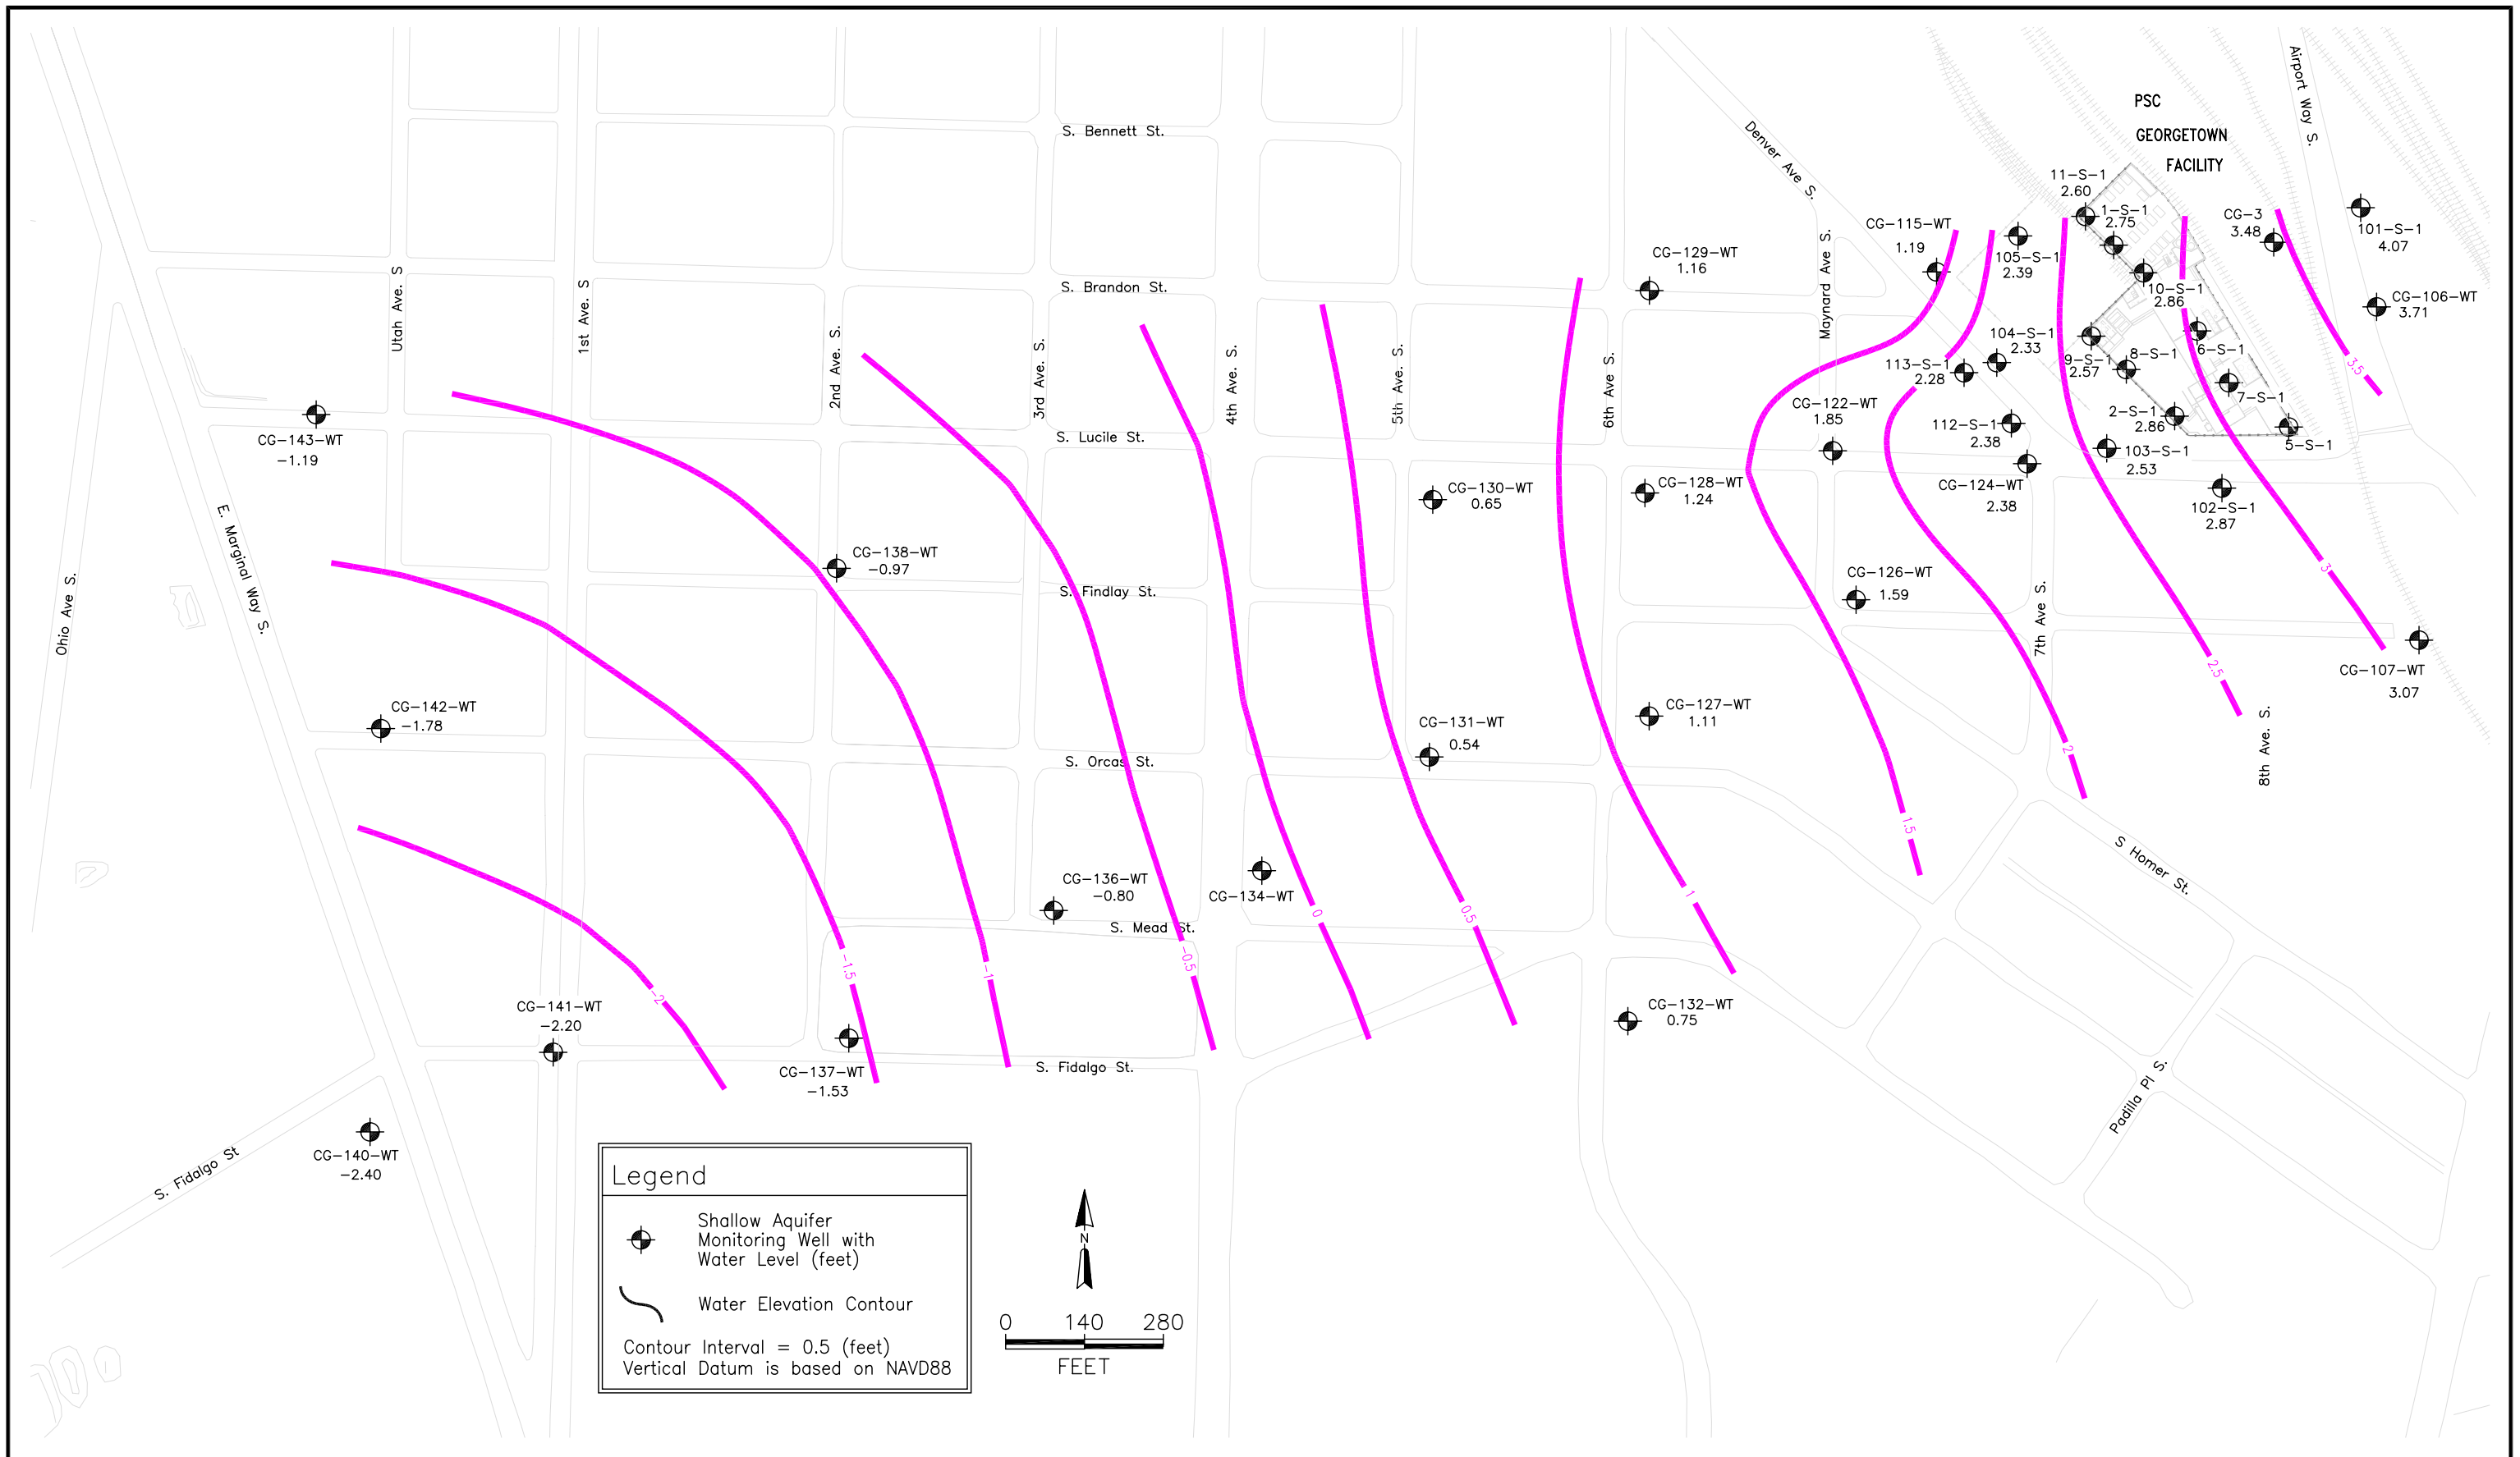 PSC
GEORGETOWN
FACILITY
Airport Way S.
S. Bennett St.
Denver Ave S.
11-S-1
2.60
1-S-1
2.75
CG-3
3.48
101-S-1
4.07
CG-115-WT
1.19
105-S-1
2.39
CG-129-WT
1.16
Maynard Ave S.
S. Brandon St.
10-S-1
2.86
CG-106-WT
3.71
Utah Ave. S
1st Ave. S
2nd Ave. S.
3rd Ave. S.
4th Ave. S.
5th Ave. S.
6th Ave S.
104-S-1
2.33
113-S-1
2.28
9-S-1
2.57
8-S-1
6-S-1
7-S-1
3.5
CG-122-WT
1.85
2-S-1
2.86
112-S-1
2.38
5-S-1
103-S-1
2.53
S. Lucile St.
CG-143-WT
-1.19
CG-130-WT
0.65
CG-128-WT
1.24
CG-124-WT
2.38
102-S-1
2.87
E. Marginal Way S.
CG-138-WT
-0.97
S. Findlay St.
CG-126-WT
1.59
3
Ohio Ave S.
7th Ave S.
2.5
CG-107-WT
3.07
CG-142-WT
-1.78
CG-131-WT
0.54
CG-127-WT
1.11
8th Ave. S.
2
S. Orcas St.
1.5
S Homer St.
CG-136-WT
-0.80
CG-134-WT
1
0
0.5
S. Mead St.
-1.5
-1
-0.5
-2
CG-141-WT
-2.20
CG-132-WT
0.75
CG-137-WT
-1.53
S. Fidalgo St.
Padilla Pl S.
CG-140-WT
-2.40
S. Fidalgo St
Legend
Shallow Aquifer
Monitoring Well with
Water Level (feet)
Water Elevation Contour
Contour Interval = 0.5 (feet)
Vertical Datum is based on NAVD88
N
0 140 280
FEET